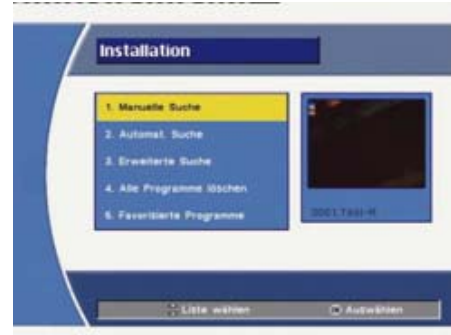 Installation
1. Manuelle Suche
2. Automat. Suche
3. Erweiterte Suche
4. Alle Programme löschen
5. Favoritierte Programme
Liste wählen
Auswählen